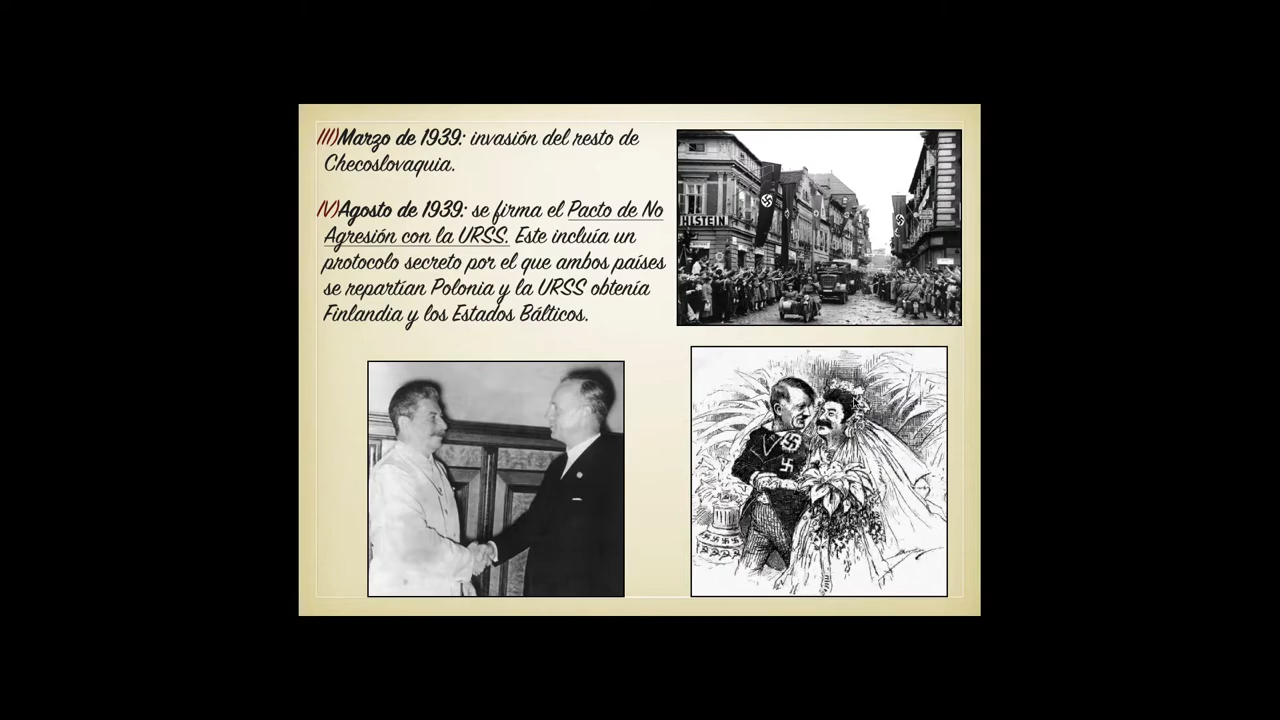 III)Marzo de 1939: invasión del resto de
Checoslovaquia.
IV)Agosto de 1939: se firma el Pacto de No
Agresión con la URSS. Este incluía un
protocolo secreto por el que ambos países
se repartían Polonia y la URSS obtenía
Finlandia y los Estados Bálticos.
HLSTEIN